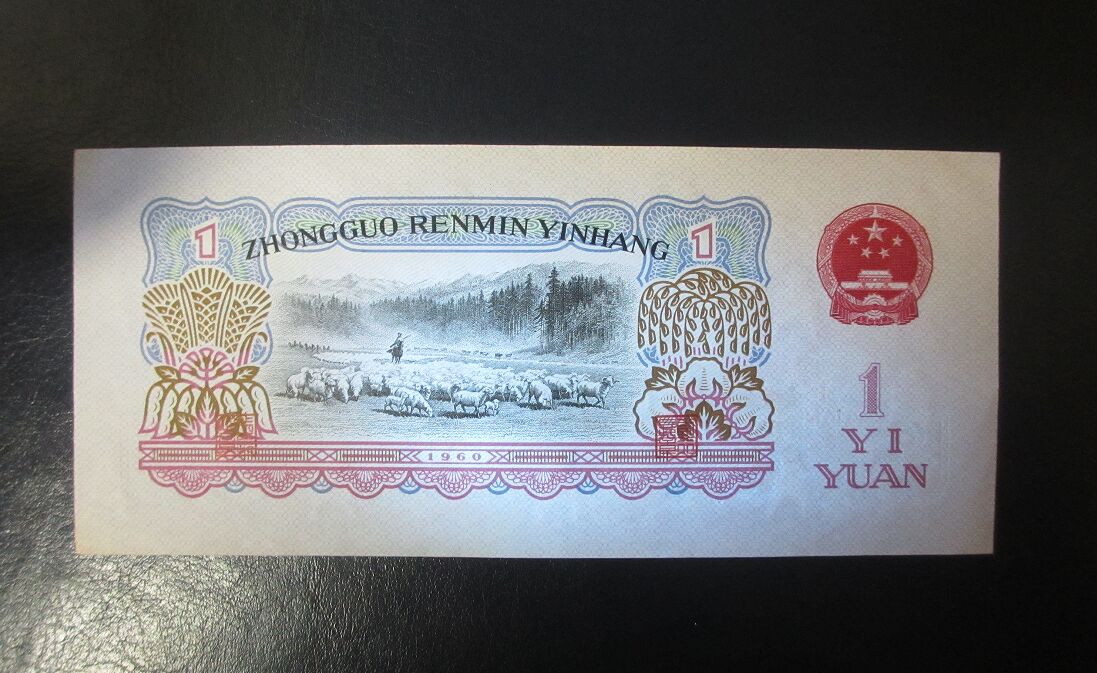 1
ZHONGGUO RENMIN YINHANG
1
1960
1
YI
YUAN